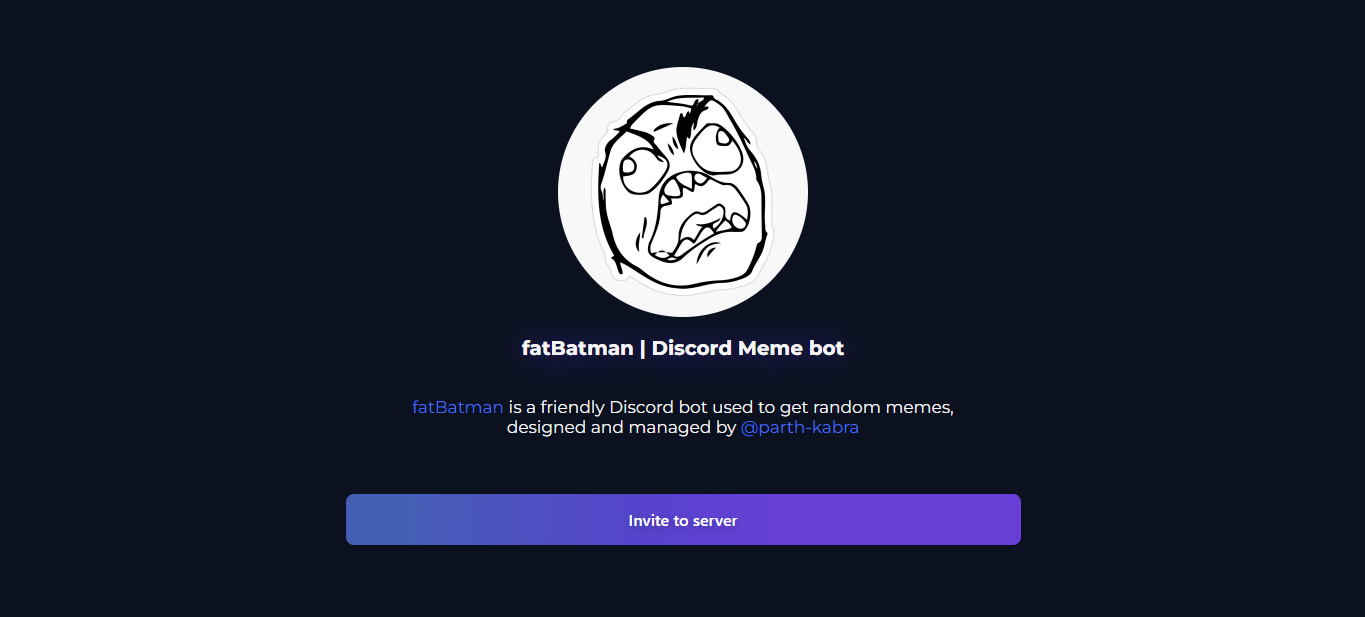 fatBatman | Discord Meme bot
fatBatman is a friendly Discord bot used to get random memes,
designed and managed by @parth-kabra
Invite to server